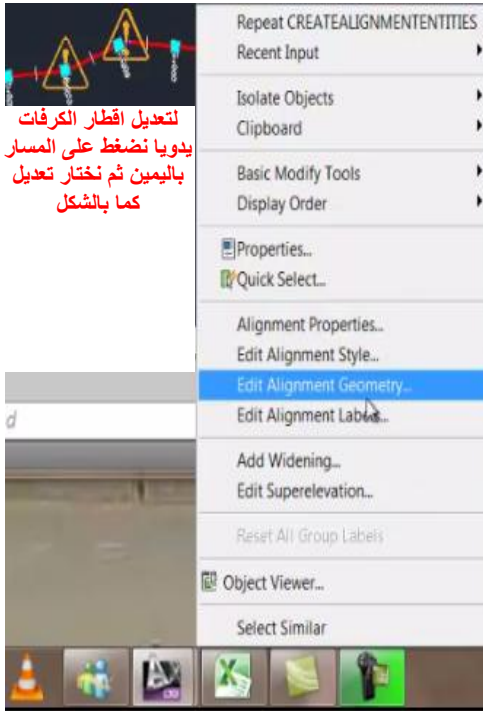 Repeat CREATEALIGNMENTENTITIES
Recent Input
Isolate Objects
Clipboard
Basic Modify Tools
Display Order
Properties...
Quick Select...
Alignment Properties...
Edit Alignment Style...
Edit Alignment Geometry...
Edit Alignment Labels...
Add Widening...
Edit Superelevation...
Reset All Group Labels
Object Viewer...
Select Similar
لتعديل اقطار الكرفات
يدويا نضغط على المسار
باليمين ثم نختار تعديل
كما بالشكل
d